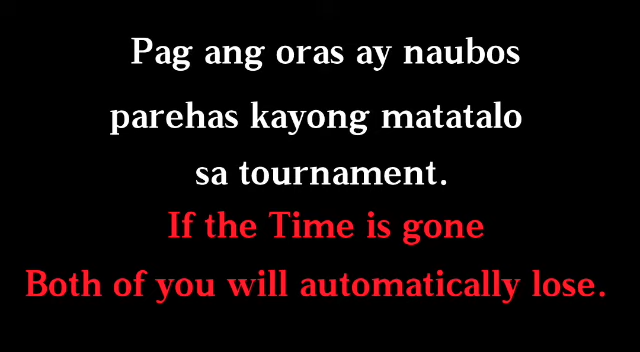 Pag ang oras ay naubos
parehas kayong matatalo
sa tournament.
If the Time is gone
Both of you will automatically lose.